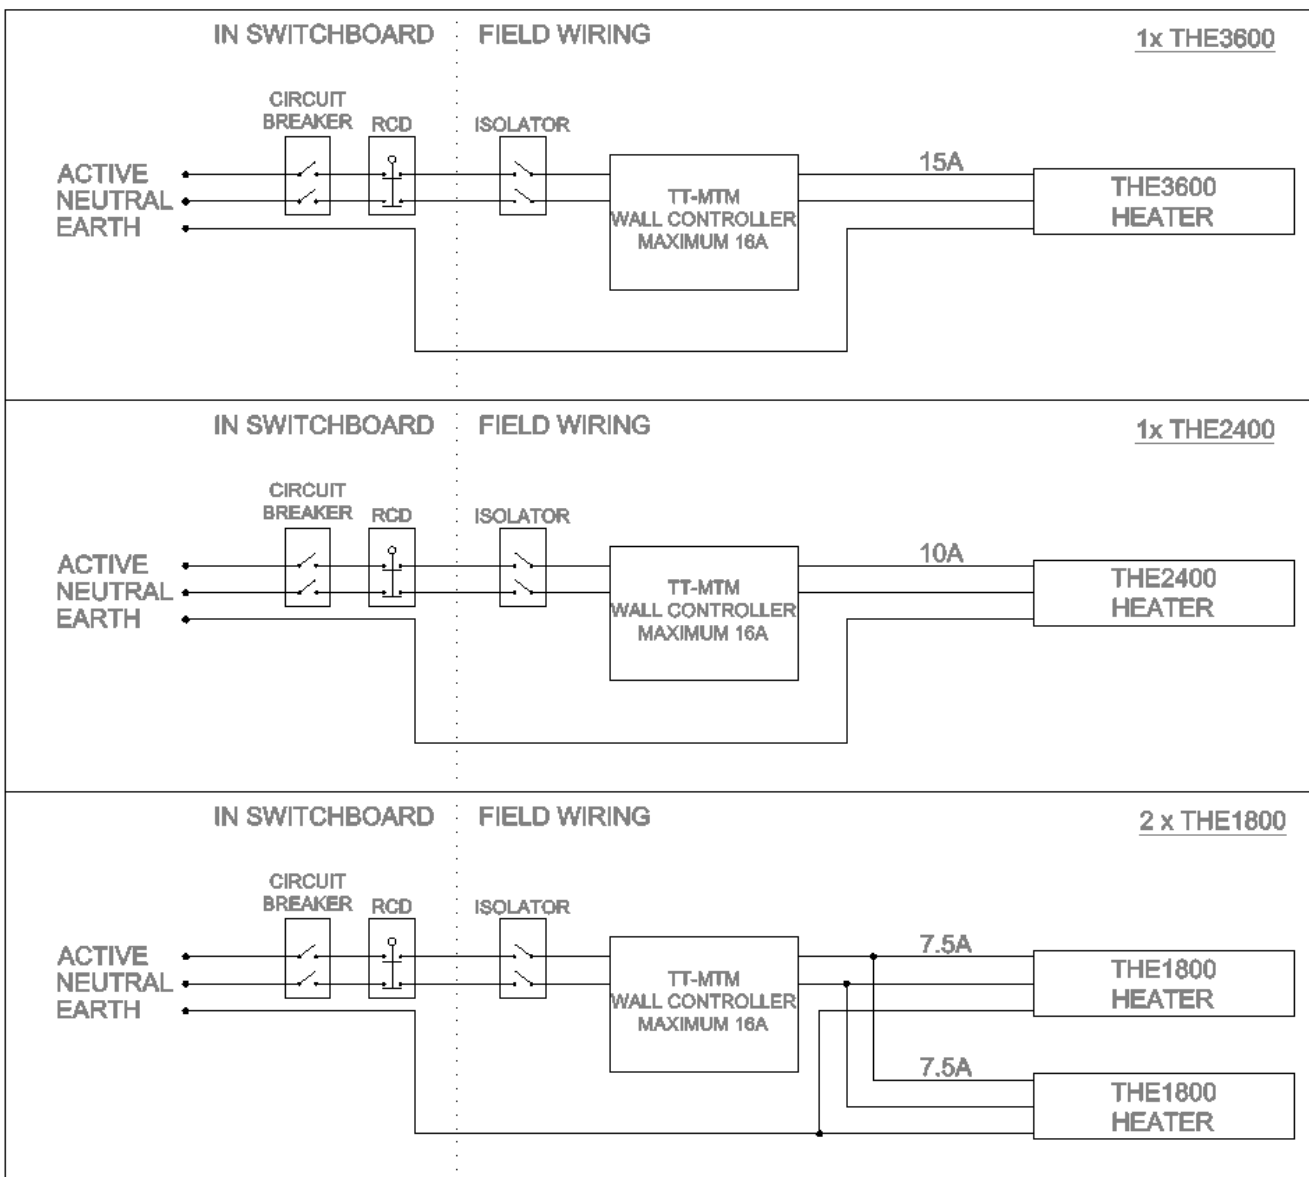 IN SWITCHBOARD
FIELD WIRING
1x THE3600
CIRCUIT
BREAKER
RCD
ISOLATOR
ACTIVE
NEUTRAL
EARTH
TT-MTM
WALL CONTROLLER
MAXIMUM 16A
15A
THE3600
HEATER
IN SWITCHBOARD
FIELD WIRING
1x THE2400
CIRCUIT
BREAKER
RCD
ISOLATOR
ACTIVE
NEUTRAL
EARTH
TT-MTM
WALL CONTROLLER
MAXIMUM 16A
10A
THE2400
HEATER
IN SWITCHBOARD
FIELD WIRING
2 x THE1800
CIRCUIT
BREAKER
RCD
ISOLATOR
ACTIVE
NEUTRAL
EARTH
TT-MTM
WALL CONTROLLER
MAXIMUM 16A
7.5A
THE1800
HEATER
7.5A
THE1800
HEATER